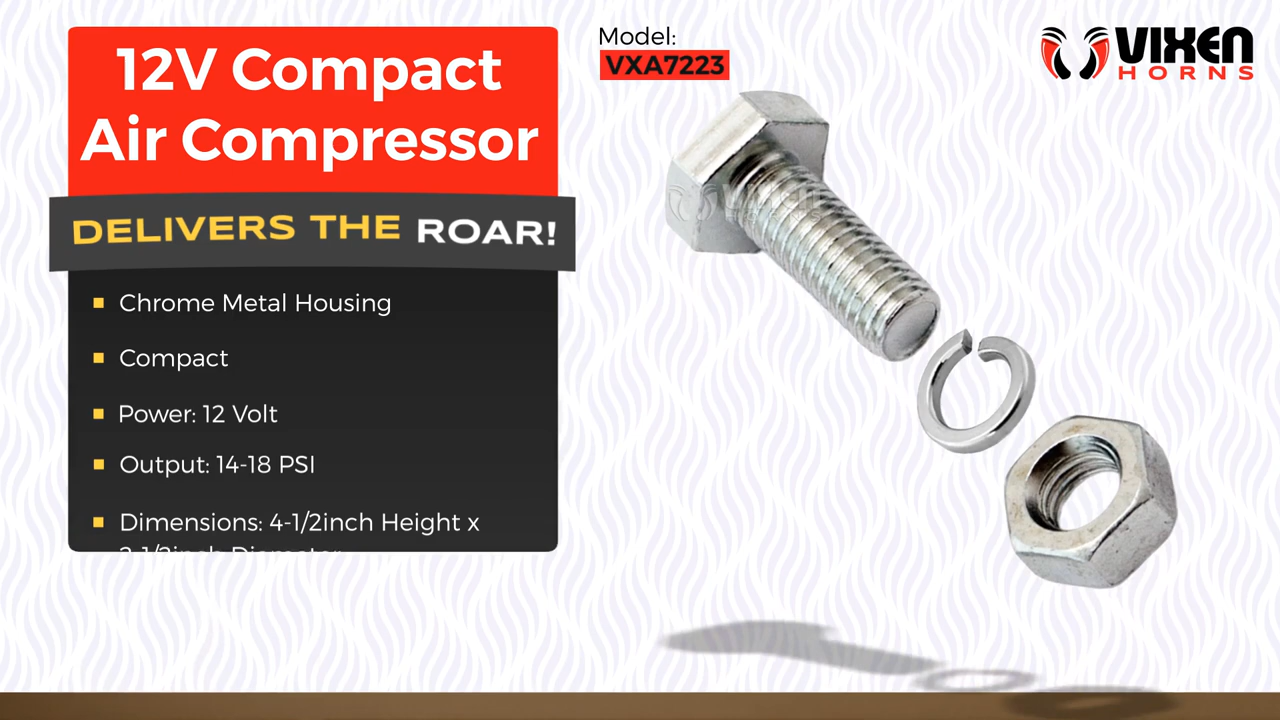 12V Compact
Air Compressor
DELIVERS THE ROAR!
Chrome Metal Housing
Compact
Power: 12 Volt
Output: 14-18 PSI
Dimensions: 4-1/2inch Height x
Model:
VXA7223
VIXEN
HORNS